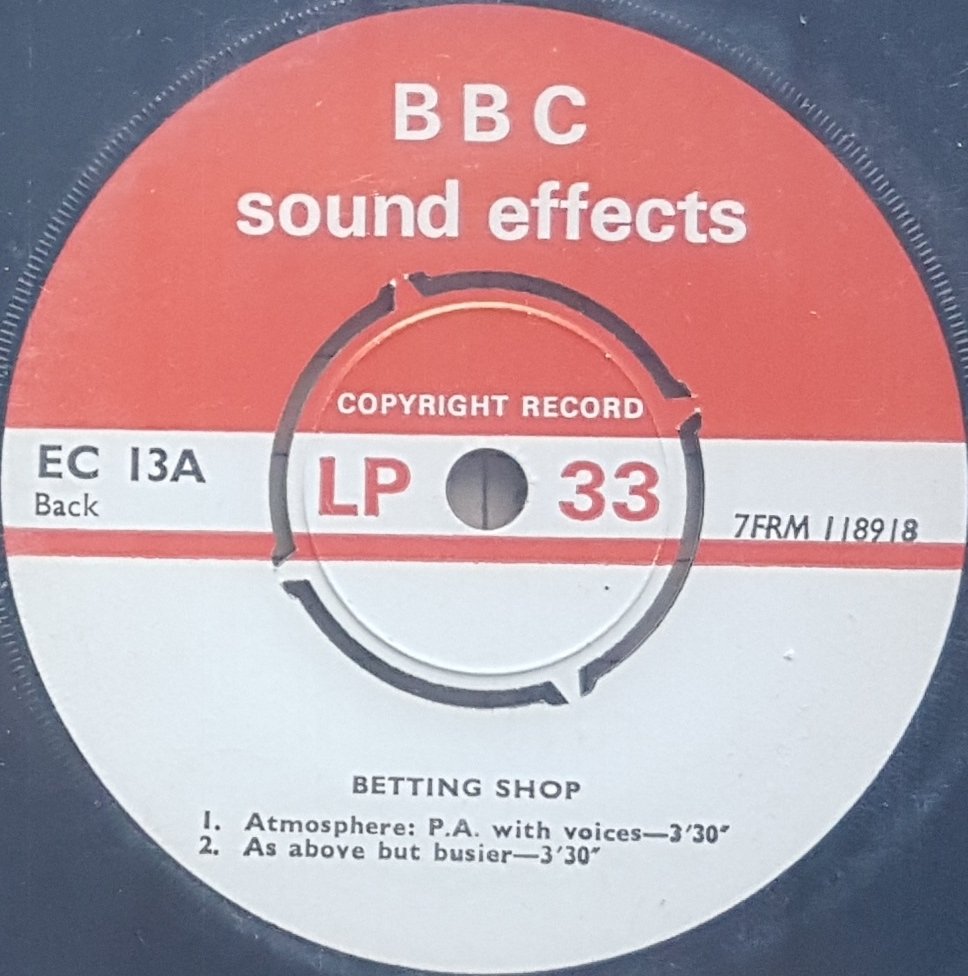 BBC
sound effects
COPYRIGHT RECORD
EC 13A
Back
LP 33
7FRM 118918
BETTING SHOP
1. Atmosphere: P.A. with voices—3′30″
2. As above but busier—3′30″